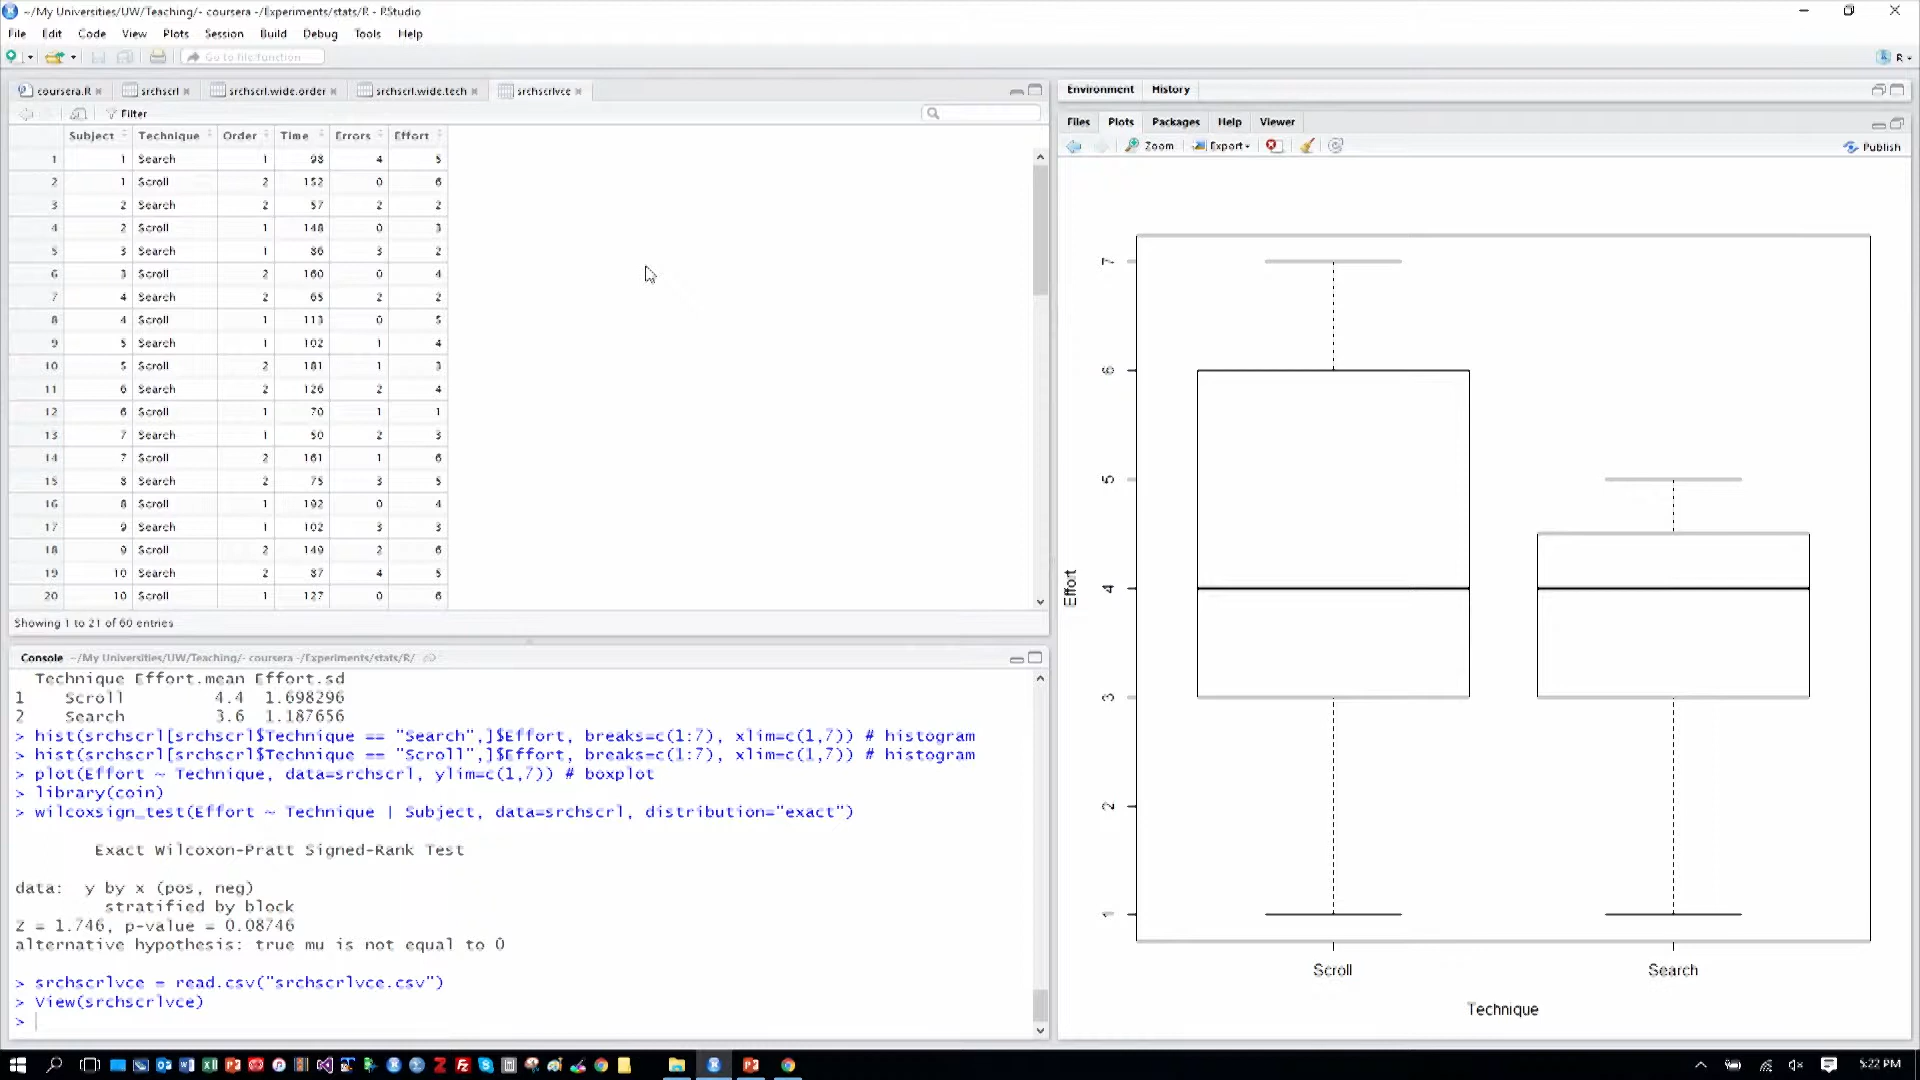 ~/My Universities/UW/Teaching/- coursera -/Experiments/stats/R - RStudio
File Edit Code View Plots Session Build Debug Tools Help
Go to file/function
R
coursera.R srchscrl srchscrl.wide.order srchscrl.wide.tech srchscrlvce
Filter
Subject Technique Order Time Errors Effort
1 1 Search 1 98 4 5
2 1 Scroll 2 152 0 6
3 2 Search 2 57 2 2
4 2 Scroll 1 148 0 3
5 3 Search 1 86 3 2
6 3 Scroll 2 160 0 4
7 4 Search 2 65 2 2
8 4 Scroll 1 113 0 5
9 5 Search 1 102 1 4
10 5 Scroll 2 181 1 3
11 6 Search 2 126 2 4
12 6 Scroll 1 70 1 1
13 7 Search 1 50 2 3
14 7 Scroll 2 161 1 6
15 8 Search 2 75 3 5
16 8 Scroll 1 192 0 4
17 9 Search 1 102 3 3
18 9 Scroll 2 149 2 6
19 10 Search 2 87 4 5
20 10 Scroll 1 127 0 6
Showing 1 to 21 of 60 entries
Console ~/My Universities/UW/Teaching/- coursera -/Experiments/stats/R/
Technique Effort.mean Effort.sd
1 Scroll 4.4 1.698296
2 Search 3.6 1.187656
> hist(srchscrl[srchscrl$Technique == "Search",]$Effort, breaks=c(1:7), xlim=c(1,7)) # histogram
> hist(srchscrl[srchscrl$Technique == "Scroll",]$Effort, breaks=c(1:7), xlim=c(1,7)) # histogram
> plot(Effort ~ Technique, data=srchscrl, ylim=c(1,7)) # boxplot
> library(coin)
> wilcoxsign_test(Effort ~ Technique | Subject, data=srchscrl, distribution="exact")
Exact Wilcoxon-Pratt Signed-Rank Test
data: y by x (pos, neg)
stratified by block
Z = 1.746, p-value = 0.08746
alternative hypothesis: true mu is not equal to 0
> srchscrlvce = read.csv("srchscrlvce.csv")
> View(srchscrlvce)
>
Environment History
Files Plots Packages Help Viewer
Zoom Export Publish
7
6
5
4
3
2
1
Effort
Scroll Search
Technique
5:22 PM